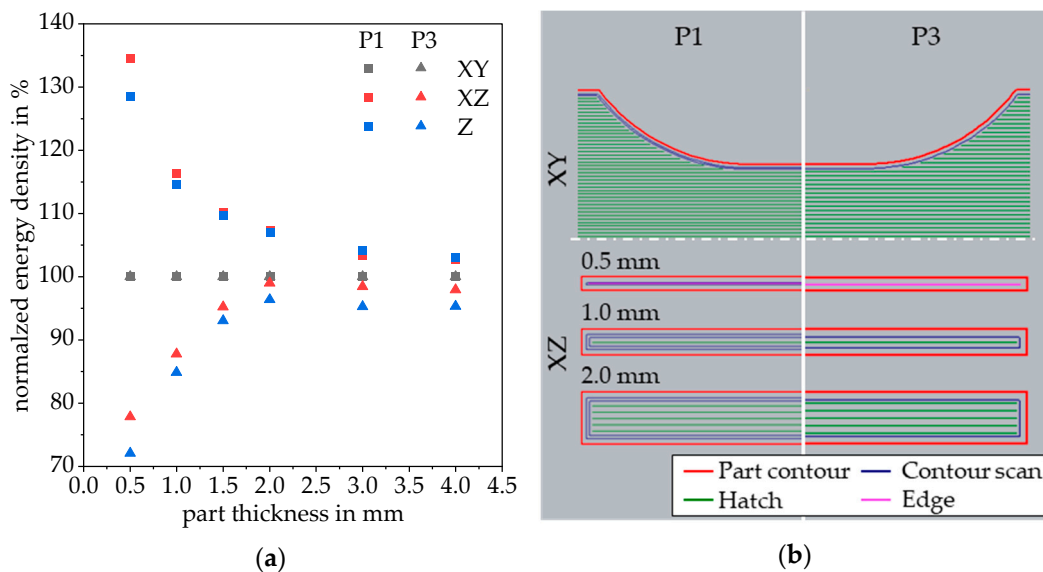 140
130
120
110
100
90
80
70
0.0 0.5 1.0 1.5 2.0 2.5 3.0 3.5 4.0 4.5
normalzed energy density in %
part thickness in mm
P1 P3
XY
XZ
Z
(a)
P1 P3
XY
XZ
0.5 mm
1.0 mm
2.0 mm
Part contour Contour scan
Hatch Edge
(b)